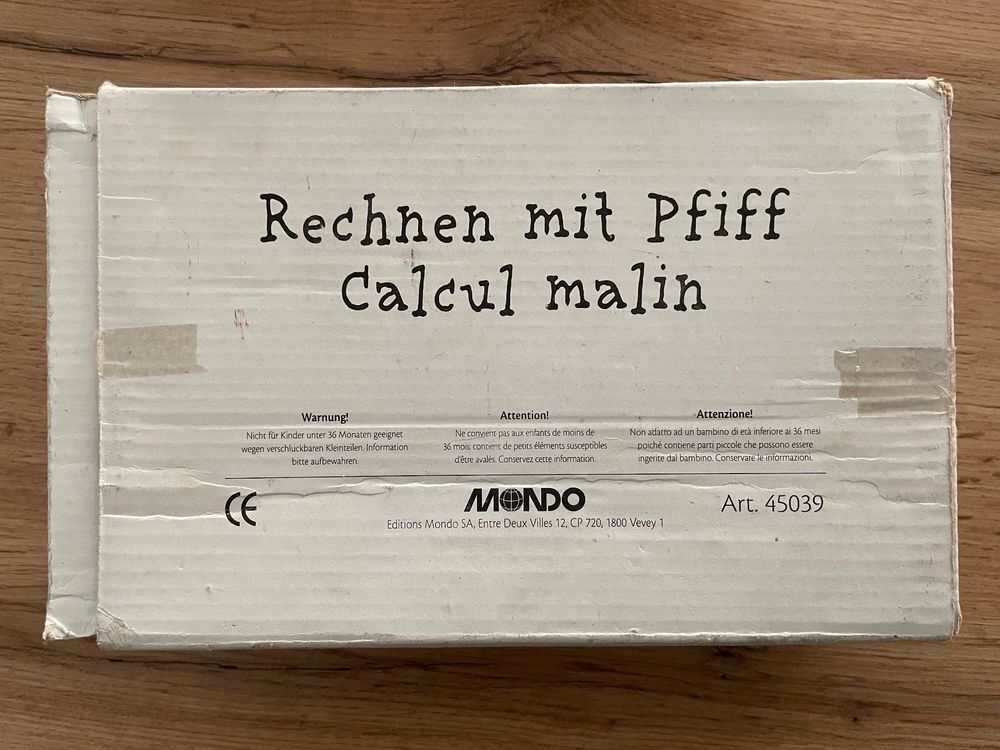 Rechnen mit Pfiff
Calcul malin
Warnung!
Nicht für Kinder unter 36 Monaten geeignet
wegen verschluckbaren Kleinteilen. Information
bitte aufbewahren.
Attention!
Ne convient pas aux enfants de moins de
36 mois: contient de petits éléments susceptibles
d'être avalés. Conservez cette information.
Attenzione!
Non adatto ad un bambino di età inferiore ai 36 mesi
poiché contiene parti piccole che possono essere
ingerite dal bambino. Conservare le informazioni.
CE
MONDO
Art. 45039
Editions Mondo SA, Entre Deux Villes 12, CP 720, 1800 Vevey 1